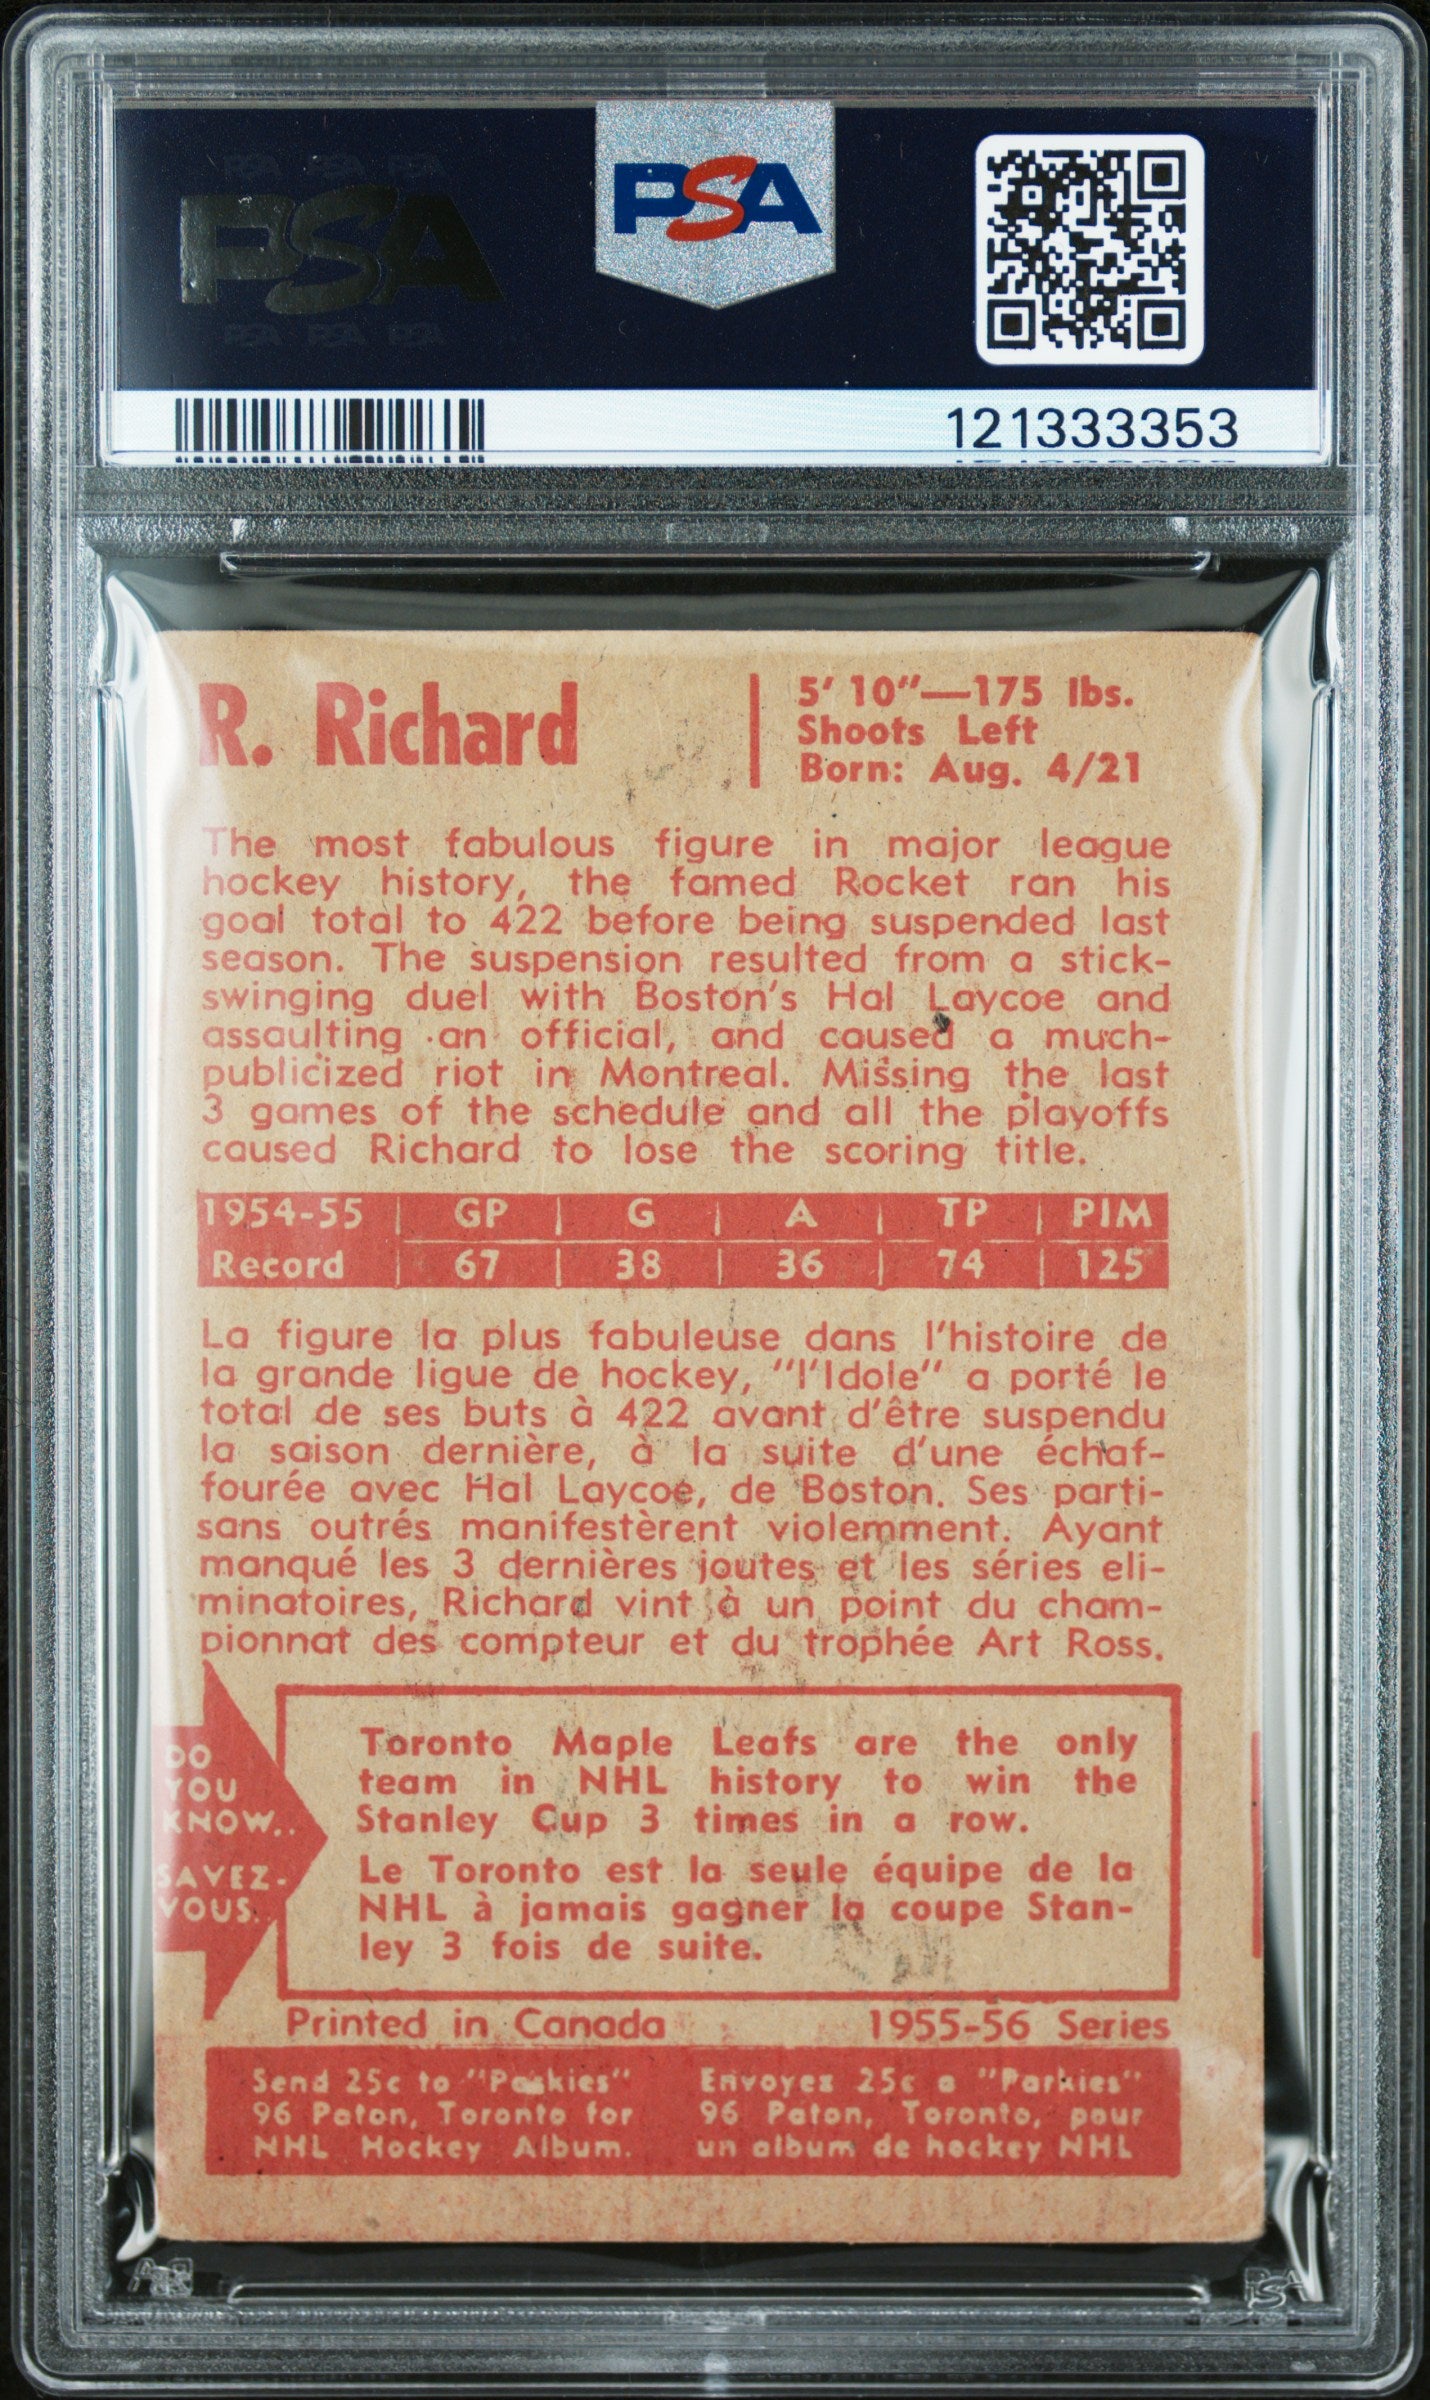 PSA PSA PSA
PSA
PSA PSA PSA
PSA
121333353
R. Richard
5' 10"—175 lbs.
Shoots Left
Born: Aug. 4/21
The most fabulous figure in major league
hockey history, the famed Rocket ran his
goal total to 422 before being suspended last
season. The suspension resulted from a stick-
swinging duel with Boston's Hal Laycoe and
assaulting an official, and caused a much-
publicized riot in Montreal. Missing the last
3 games of the schedule and all the playoffs
caused Richard to lose the scoring title.
1954-55 | GP | G | A | TP | PIM
Record | 67 | 38 | 36 | 74 | 125
La figure la plus fabuleuse dans l'histoire de
la grande ligue de hockey, "l'Idole" a porté le
total de ses buts à 422 avant d'être suspendu
la saison dernière, à la suite d'une échaf-
fourée avec Hal Laycoe, de Boston. Ses parti-
sans outrés manifestèrent violemment. Ayant
manqué les 3 dernières joutes et les séries eli-
minatoires, Richard vint à un point du cham-
pionnat des compteur et du trophée Art Ross.
DO
YOU
KNOW..
SAVEZ-
VOUS..
Toronto Maple Leafs are the only
team in NHL history to win the
Stanley Cup 3 times in a row.
Le Toronto est la seule équipe de la
NHL à jamais gagner la coupe Stan-
ley 3 fois de suite.
Printed in Canada 1955-56 Series
Send 25c to "Parkies"
96 Paton, Toronto for
NHL Hockey Album.
Envoyez 25c a "Parkies"
96 Paton, Toronto, pour
un album de hockey NHL
PSA
PSA